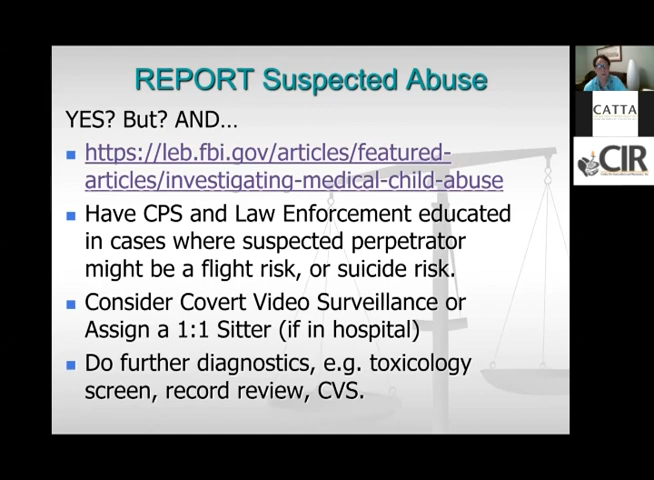 REPORT Suspected Abuse
YES? But? AND…
https://leb.fbi.gov/articles/featured-
articles/investigating-medical-child-abuse
Have CPS and Law Enforcement educated
in cases where suspected perpetrator
might be a flight risk, or suicide risk.
Consider Covert Video Surveillance or
Assign a 1:1 Sitter (if in hospital)
Do further diagnostics, e.g. toxicology
screen, record review, CVS.
CATTA
CIR